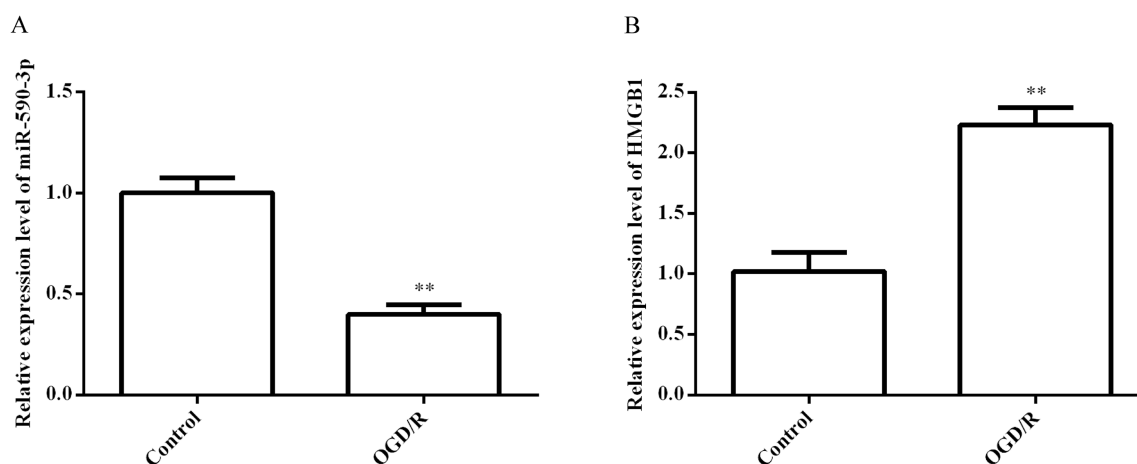 A
Relative expression level of miR-590-3p
1.5
1.0
0.5
0.0
**
Control
OGD/R
B
Relative expression level of HMGB1
2.5
2.0
1.5
1.0
0.5
0.0
**
Control
OGD/R